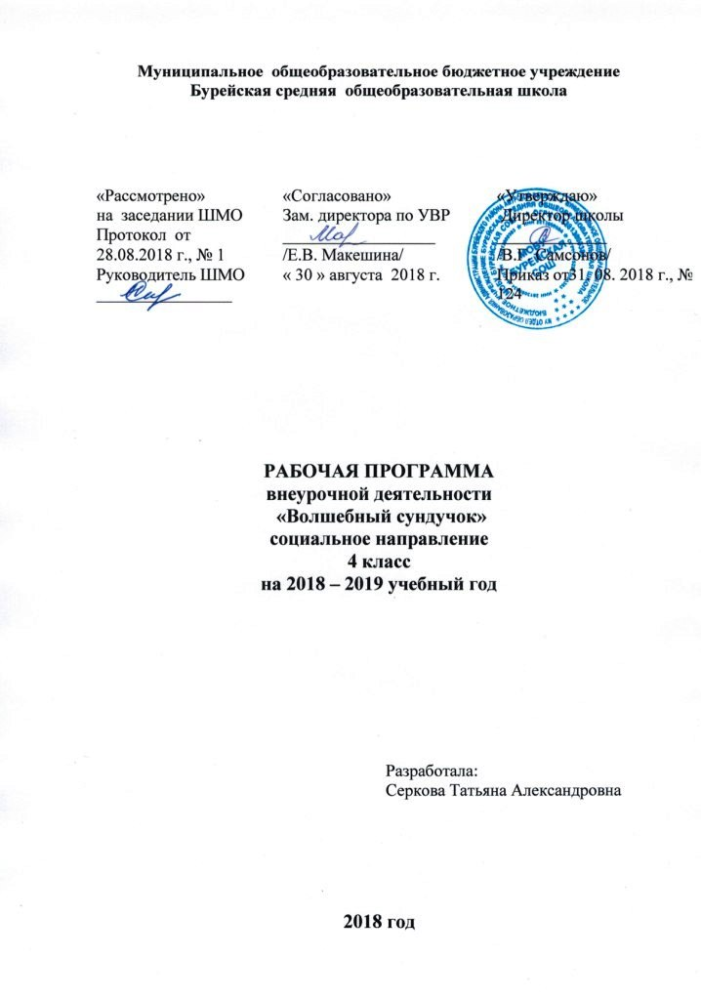 Муниципальное общеобразовательное бюджетное учреждение
Бурейская средняя общеобразовательная школа
«Рассмотрено»
на заседании ШМО
Протокол от
28.08.2018 г., № 1
Руководитель ШМО
«Согласовано»
Зам. директора по УВР
/Е.В. Макешина/
« 30 » августа 2018 г.
«Утверждаю»
Директор школы
Самсонов/
Приказ от31. 08. 2018 г., №
124
МОБУ
БУРЕЙСКАЯ
СОШ
РАБОЧАЯ ПРОГРАММА
внеурочной деятельности
«Волшебный сундучок»
социальное направление
4 класс
на 2018 – 2019 учебный год
Разработала:
Серкова Татьяна Александровна
2018 год